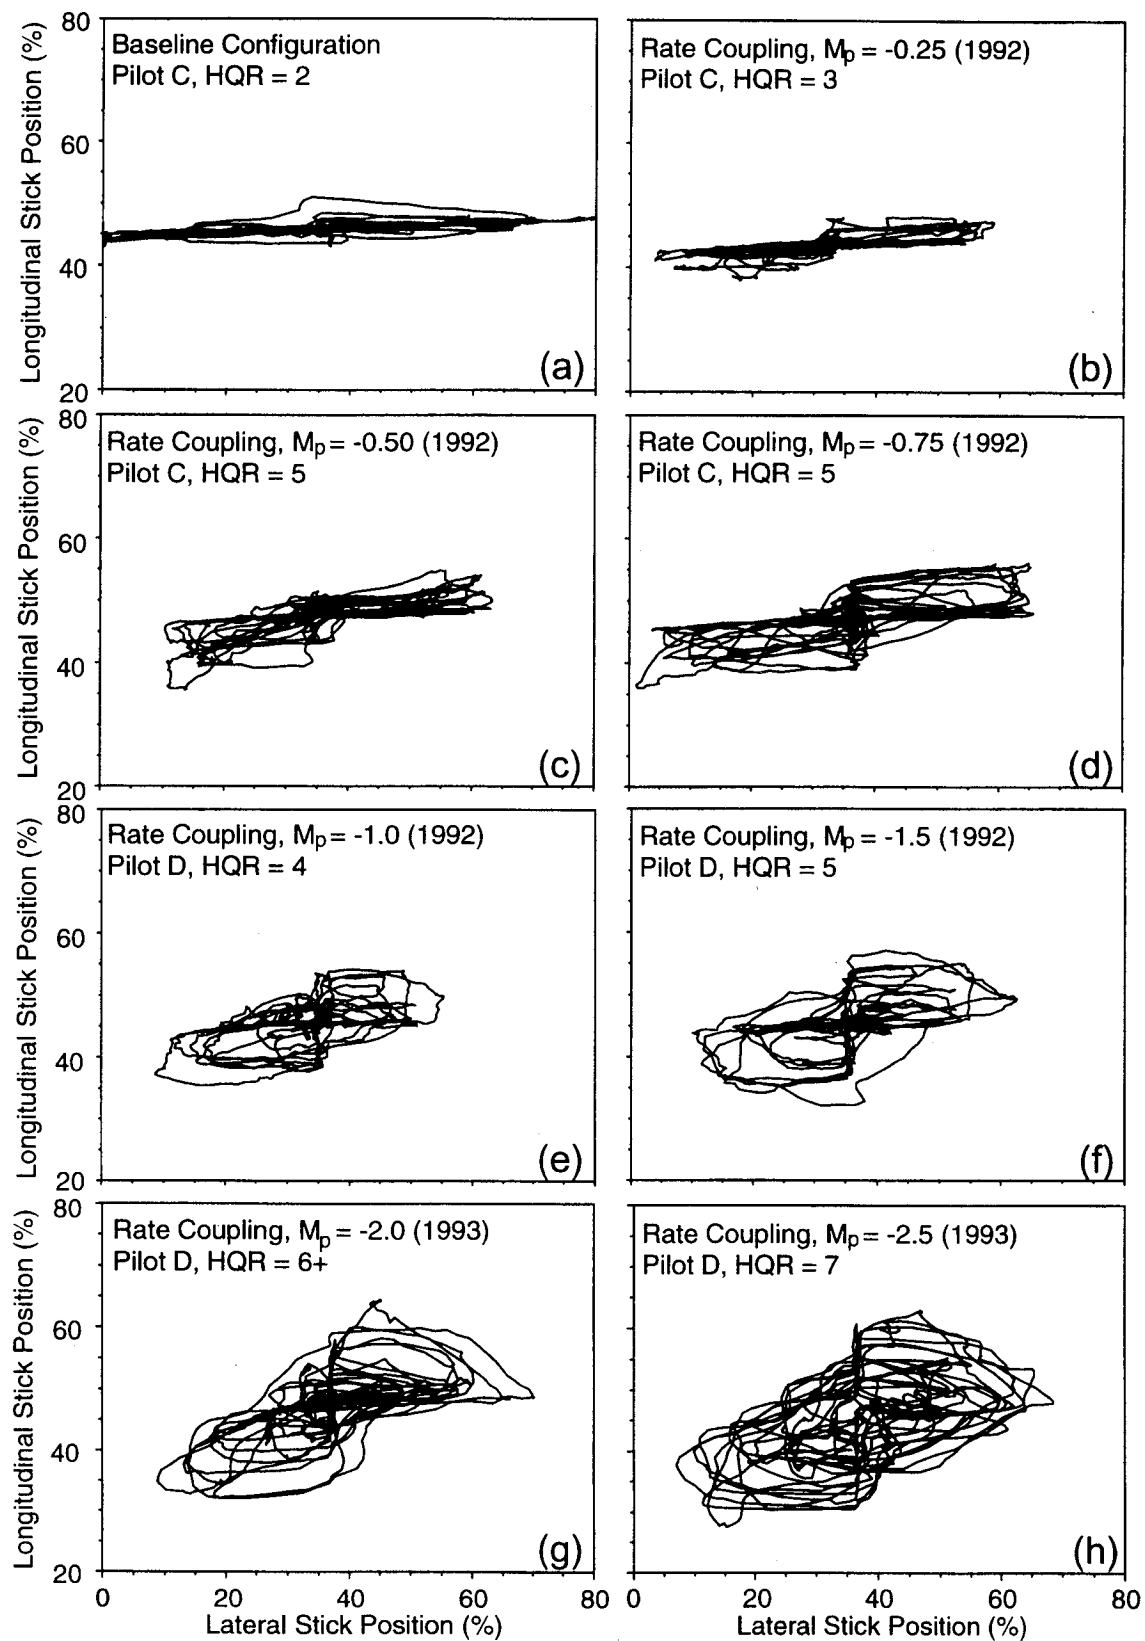 Longitudinal Stick Position (%)
80
60
40
20
Baseline Configuration
Pilot C, HQR = 2
(a)
Rate Coupling, Mp = -0.25 (1992)
Pilot C, HQR = 3
(b)
Longitudinal Stick Position (%)
80
60
40
20
Rate Coupling, Mp = -0.50 (1992)
Pilot C, HQR = 5
(c)
Rate Coupling, Mp = -0.75 (1992)
Pilot C, HQR = 5
(d)
Longitudinal Stick Position (%)
80
60
40
20
Rate Coupling, Mp = -1.0 (1992)
Pilot D, HQR = 4
(e)
Rate Coupling, Mp = -1.5 (1992)
Pilot D, HQR = 5
(f)
Longitudinal Stick Position (%)
80
60
40
20
Rate Coupling, Mp = -2.0 (1993)
Pilot D, HQR = 6+
(g)
Rate Coupling, Mp = -2.5 (1993)
Pilot D, HQR = 7
(h)
0 20 40 60 80
Lateral Stick Position (%)
0 20 40 60 80
Lateral Stick Position (%)